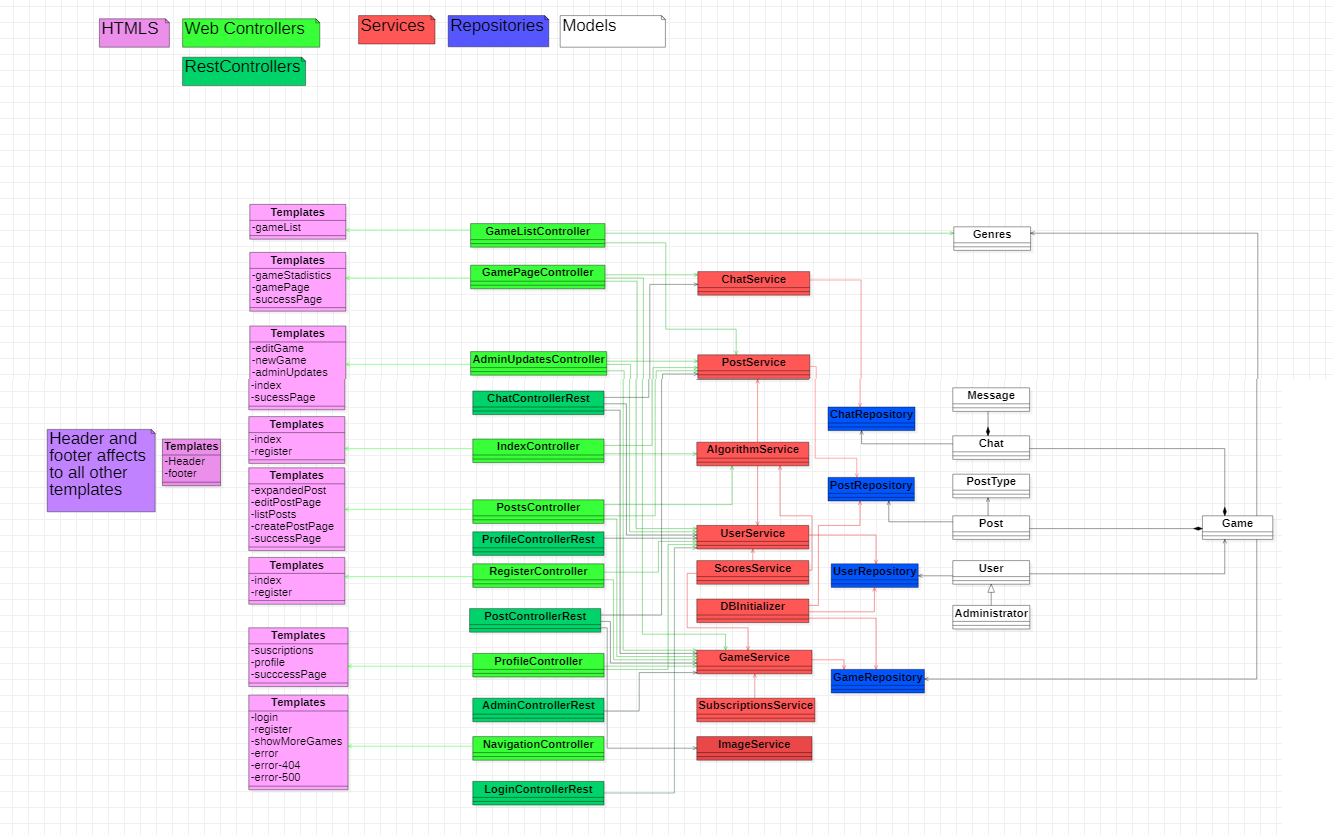 HTMLS
Web Controllers
Services
Repositories
Models
RestControllers
Templates
-gameList
GameListController
Genres
Templates
-gameStadistics
-gamePage
-successPage
GamePageController
ChatService
Templates
-editGame
-newGame
-adminUpdates
-index
-sucessPage
AdminUpdatesController
PostService
ChatControllerRest
Message
ChatRepository
Header and
footer affects
to all other
templates
Templates
-Header
-footer
Templates
-index
-register
IndexController
AlgorithmService
Chat
Templates
-expandedPost
-editPostPage
-listPosts
-createPostPage
-successPage
PostsController
PostRepository
PostType
Post
Game
ProfileControllerRest
UserService
Templates
-index
-register
RegisterController
ScoresService
UserRepository
User
PostControllerRest
DBInitializer
Administrator
Templates
-suscriptions
-profile
-succcessPage
ProfileController
GameService
GameRepository
Templates
-login
-register
-showMoreGames
-error
-error-404
-error-500
AdminControllerRest
SubscriptionsService
NavigationController
ImageService
LoginControllerRest